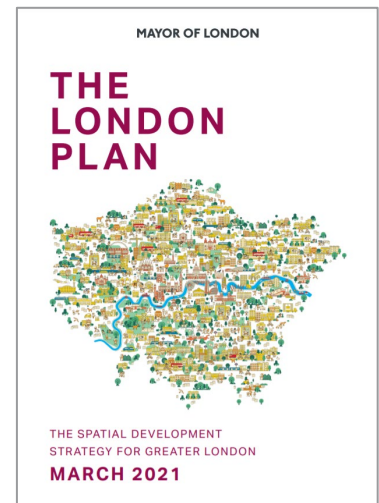 MAYOR OF LONDON
THE
LONDON
PLAN
THE SPATIAL DEVELOPMENT
STRATEGY FOR GREATER LONDON
MARCH 2021